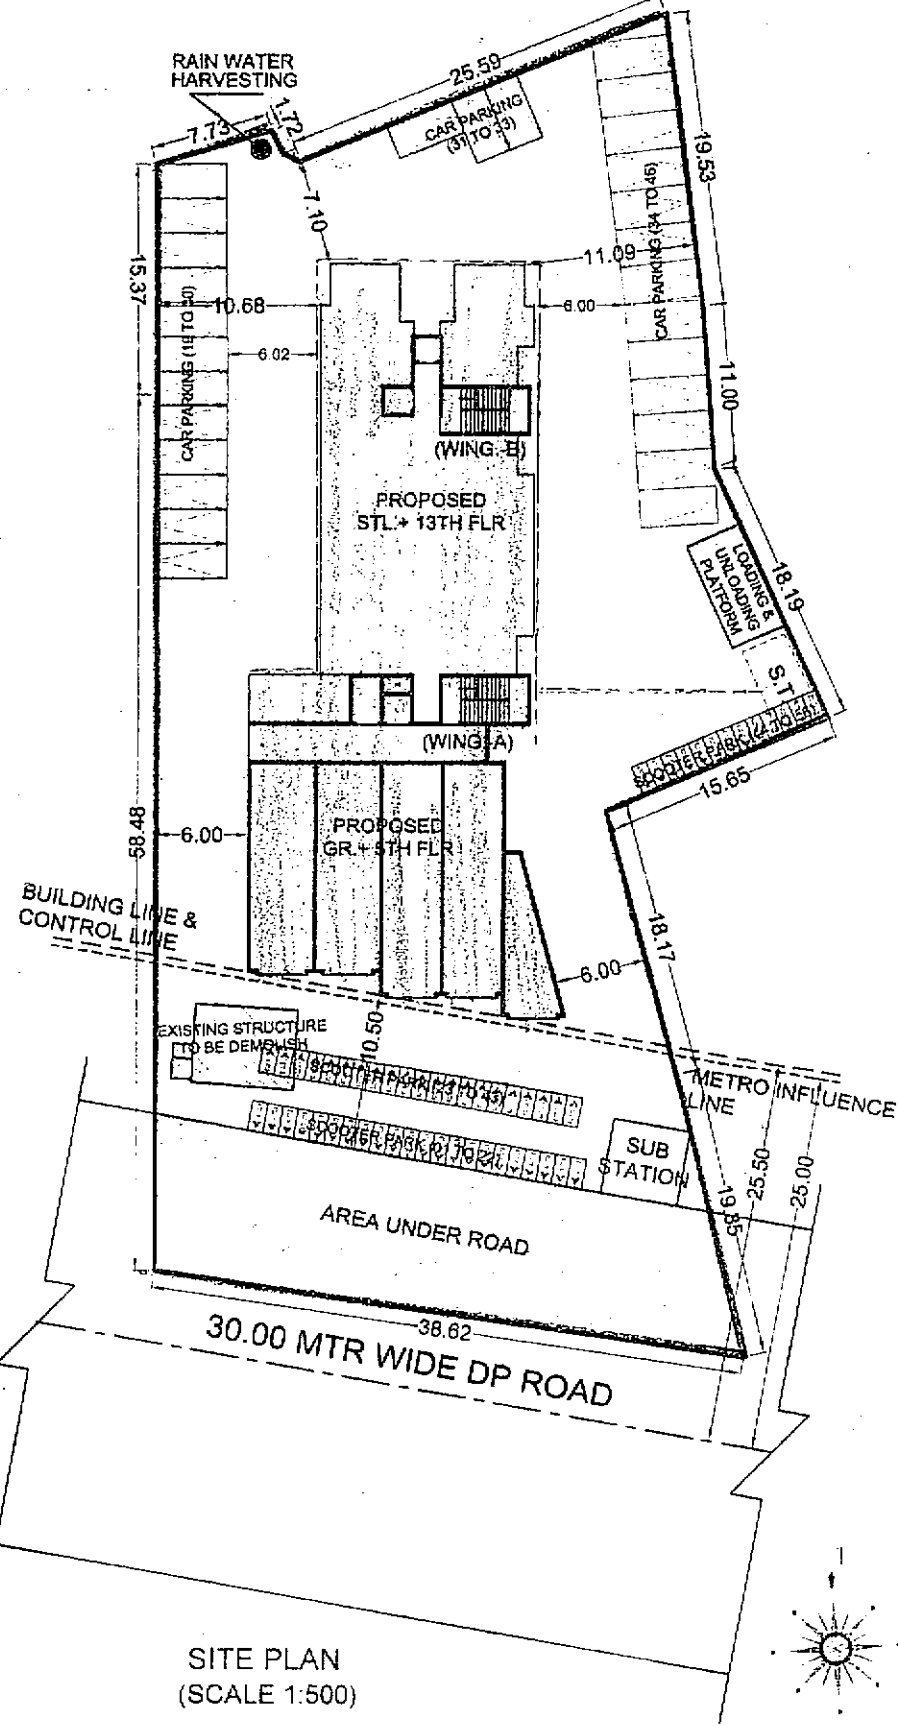 RAIN WATER
HARVESTING
25.59
1.72
7.73
CAR PARKING
(31 TO 33)
19.53
7.10
CAR PARKING (34 TO 46)
11.09
15.37
10.68
6.00
6.02
11.00
(WING-B)
PROPOSED
STL.+ 13TH FLR
LOADING &
UNLOADING
PLATFORM
18.19
S.T
(WING-A)
15.65
58.48
6.00
PROPOSED
GR.+ 5TH FLR
BUILDING LINE &
CONTROL LINE
18.17
6.00
EXISTING STRUCTURE
TO BE DEMOLISH
10.50
METRO INFLUENCE
LINE
SUB
STATION
25.50
25.00
19.85
AREA UNDER ROAD
38.62
30.00 MTR WIDE DP ROAD
SITE PLAN
(SCALE 1:500)